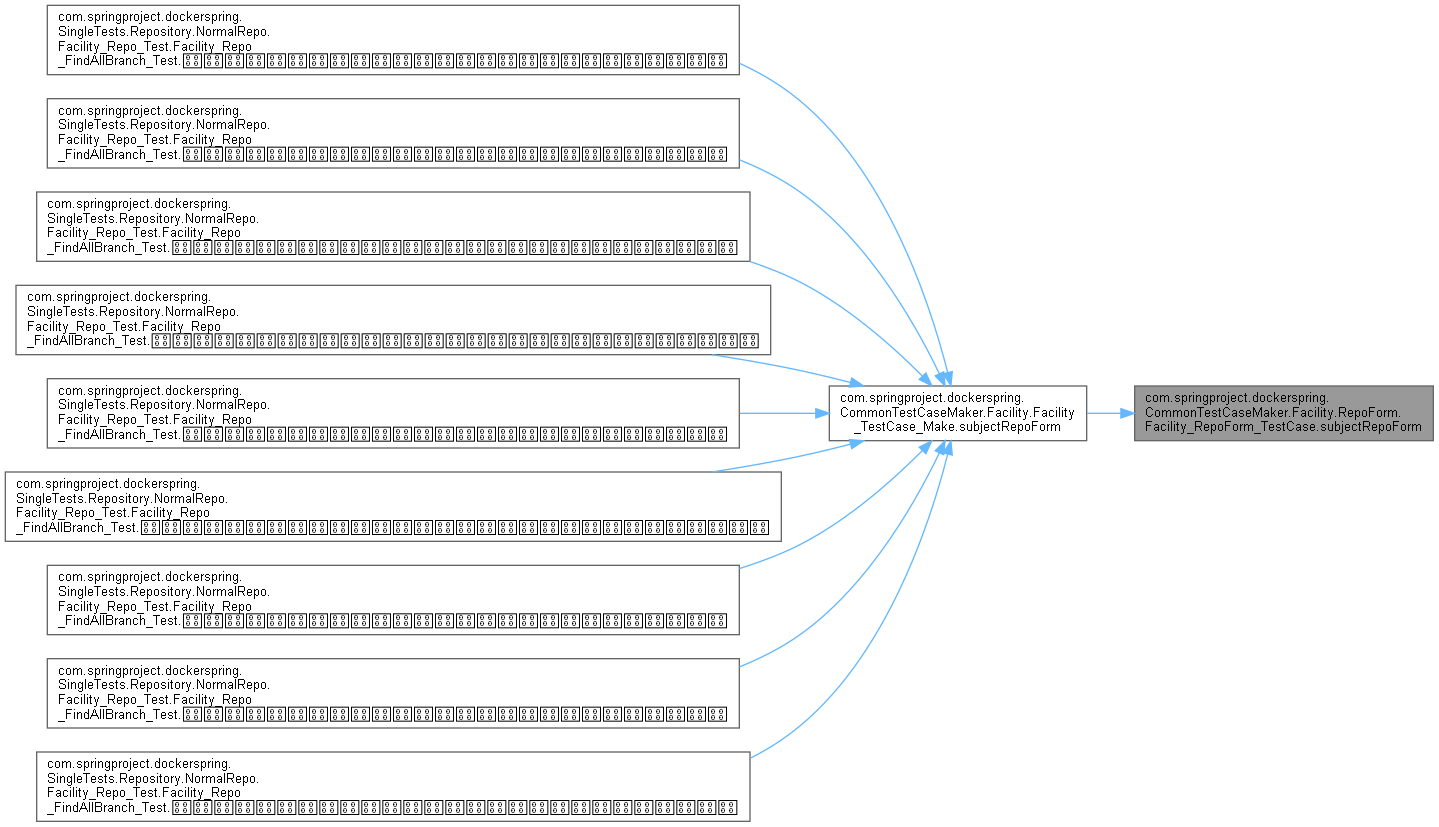 com.springproject.dockerspring.
SingleTests.Repository.NormalRepo.
Facility_Repo_Test.Facility_Repo
_FindAllBranch_Test.
com.springproject.dockerspring.
SingleTests.Repository.NormalRepo.
Facility_Repo_Test.Facility_Repo
_FindAllBranch_Test.
com.springproject.dockerspring.
SingleTests.Repository.NormalRepo.
Facility_Repo_Test.Facility_Repo
_FindAllBranch_Test.
com.springproject.dockerspring.
SingleTests.Repository.NormalRepo.
Facility_Repo_Test.Facility_Repo
_FindAllBranch_Test.
com.springproject.dockerspring.
SingleTests.Repository.NormalRepo.
Facility_Repo_Test.Facility_Repo
_FindAllBranch_Test.
com.springproject.dockerspring.
SingleTests.Repository.NormalRepo.
Facility_Repo_Test.Facility_Repo
_FindAllBranch_Test.
com.springproject.dockerspring.
SingleTests.Repository.NormalRepo.
Facility_Repo_Test.Facility_Repo
_FindAllBranch_Test.
com.springproject.dockerspring.
SingleTests.Repository.NormalRepo.
Facility_Repo_Test.Facility_Repo
_FindAllBranch_Test.
com.springproject.dockerspring.
SingleTests.Repository.NormalRepo.
Facility_Repo_Test.Facility_Repo
_FindAllBranch_Test.
com.springproject.dockerspring.
CommonTestCaseMaker.Facility.Facility
_TestCase_Make.subjectRepoForm
com.springproject.dockerspring.
CommonTestCaseMaker.Facility.RepoForm.
Facility_RepoForm_TestCase.subjectRepoForm